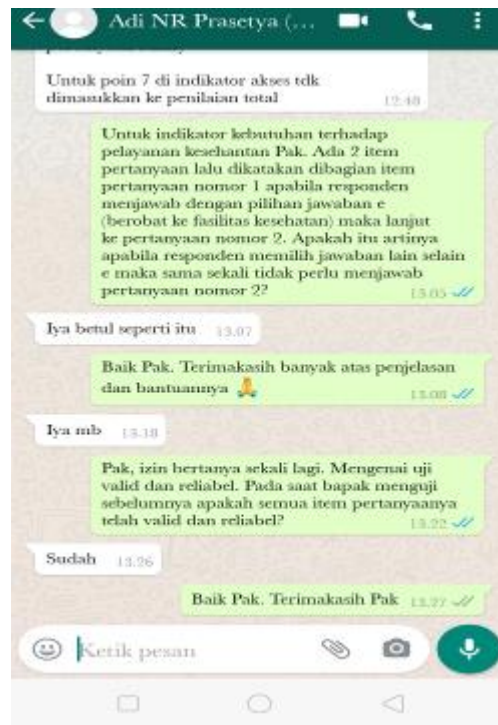 Adi NR Prasetya (...
Untuk poin 7 di indikator akses tdk
dimasukkan ke penilaian total
12:40
Untuk indikator kebutuhan terhadap
pelayanan kesehantan Pak. Ada 2 item
pertanyaan lalu dikatakan dibagian item
pertanyaan nomor 1 apabila responden
menjawab dengan pilihan jawaban e
(berobat ke fasilitas kesehatan) maka lanjut
ke pertanyaan nomor 2. Apakah itu artinya
apabila responden memilih jawaban lain selain
e maka sama sekali tidak perlu menjawab
pertanyaan nomor 2?
13.05
Iya betul seperti itu 13.07
Baik Pak. Terimakasih banyak atas penjelasan
dan bantuannya 🙏
13.08
Iya mb 13.18
Pak, izin bertanya sekali lagi. Mengenai uji
valid dan reliabel. Pada saat bapak menguji
sebelumnya apakah semua item pertanyaanya
telah valid dan reliabel?
13.22
Sudah 13.26
Baik Pak. Terimakasih Pak 13.27
Ketik pesan